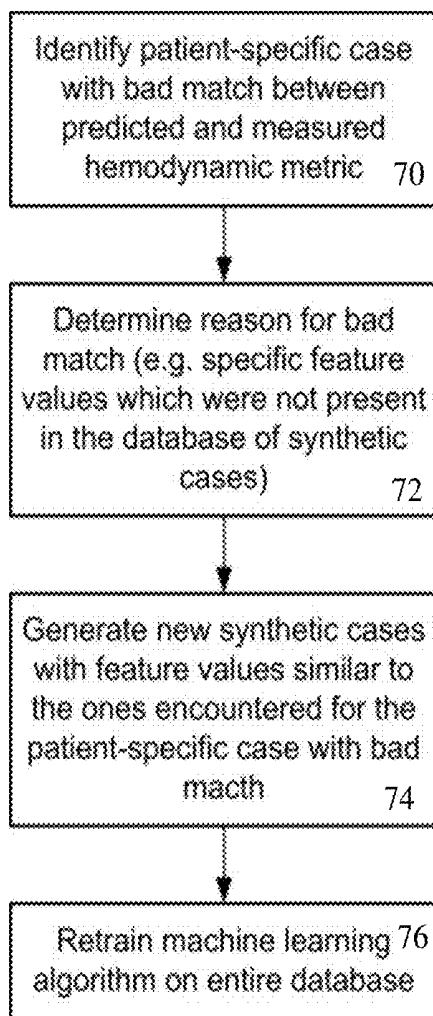 Identify patient-specific case
with bad match between
predicted and measured
hemodynamic metric 70
Determine reason for bad
match (e.g. specific feature
values which were not present
in the database of synthetic
cases) 72
Generate new synthetic cases
with feature values similar to
the ones encountered for the
patient-specific case with bad
macth 74
Retrain machine learning 76
algorithm on entire database